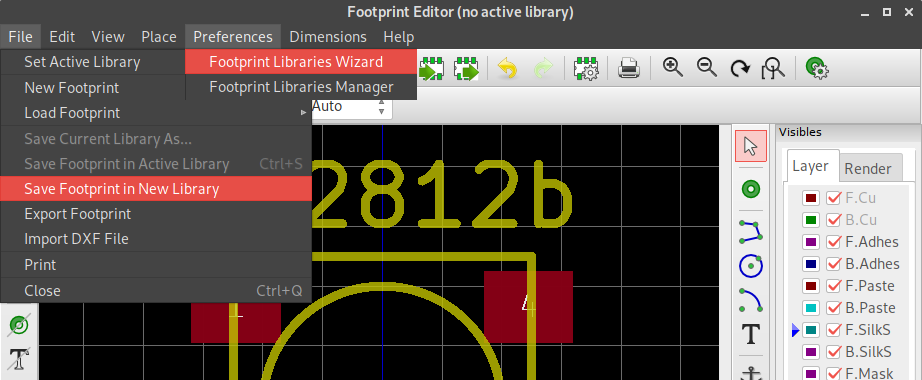 Footprint Editor (no active library)
File Edit View Place Preferences Dimensions Help
Set Active Library
New Footprint
Load Footprint
Save Current Library As...
Save Footprint in Active Library Ctrl+S
Save Footprint in New Library
Export Footprint
Import DXF File
Print
Close Ctrl+Q
Footprint Libraries Wizard
Footprint Libraries Manager
Auto
2812b
1
4
T
T
Visibles
Layer Render
F.Cu
B.Cu
F.Adhes
B.Adhes
F.Paste
B.Paste
F.SilkS
B.SilkS
F.Mask